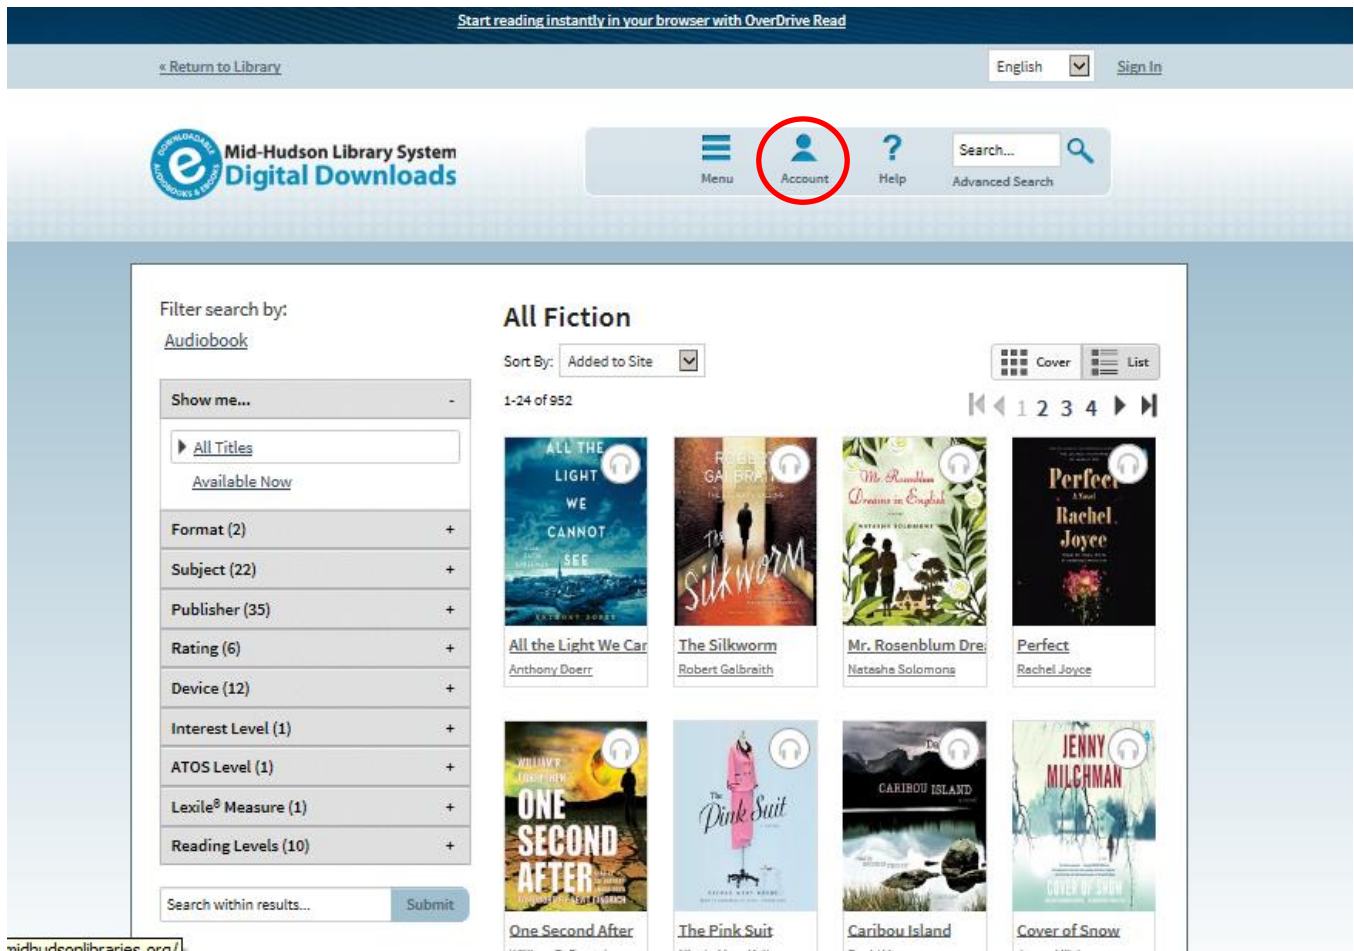 Start reading instantly in your browser with OverDrive Read
« Return to Library
English
Sign In
DOWNLOADABLE
AUDIOBOOKS & EBOOKS
e
Mid-Hudson Library System
Digital Downloads
Menu
Account
?
Help
Search...
Advanced Search
Filter search by:
Audiobook
Show me... -
All Titles
Available Now
Format (2) +
Subject (22) +
Publisher (35) +
Rating (6) +
Device (12) +
Interest Level (1) +
ATOS Level (1) +
Lexile® Measure (1) +
Reading Levels (10) +
Search within results...
Submit
All Fiction
Sort By: Added to Site
Cover
List
1-24 of 952
1 2 3 4
ALL THE
LIGHT
WE
CANNOT
SEE
ANTHONY DOERR
All the Light We Can
Anthony Doerr
The
Silkworm
The Silkworm
Robert Galbraith
Mr. Rosenblum
Dreams in English
NATASHA SOLOMONS
Mr. Rosenblum Dre
Natasha Solomons
Perfect
A Novel
Rachel
Joyce
Perfect
Rachel Joyce
WILLIAM R.
ONE
SECOND
AFTER
One Second After
The
Pink Suit
The Pink Suit
CARIBOU ISLAND
Caribou Island
JENNY
MILCHMAN
COVER OF SNOW
Cover of Snow
midhudsonlibraries.org/